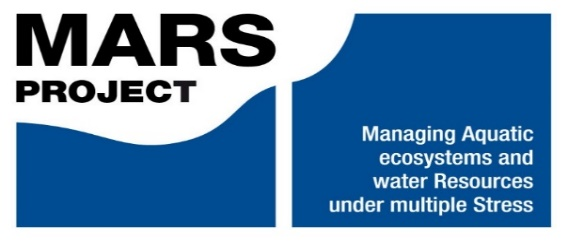 MARS
PROJECT
Managing Aquatic
ecosystems and
water Resources
under multiple Stress